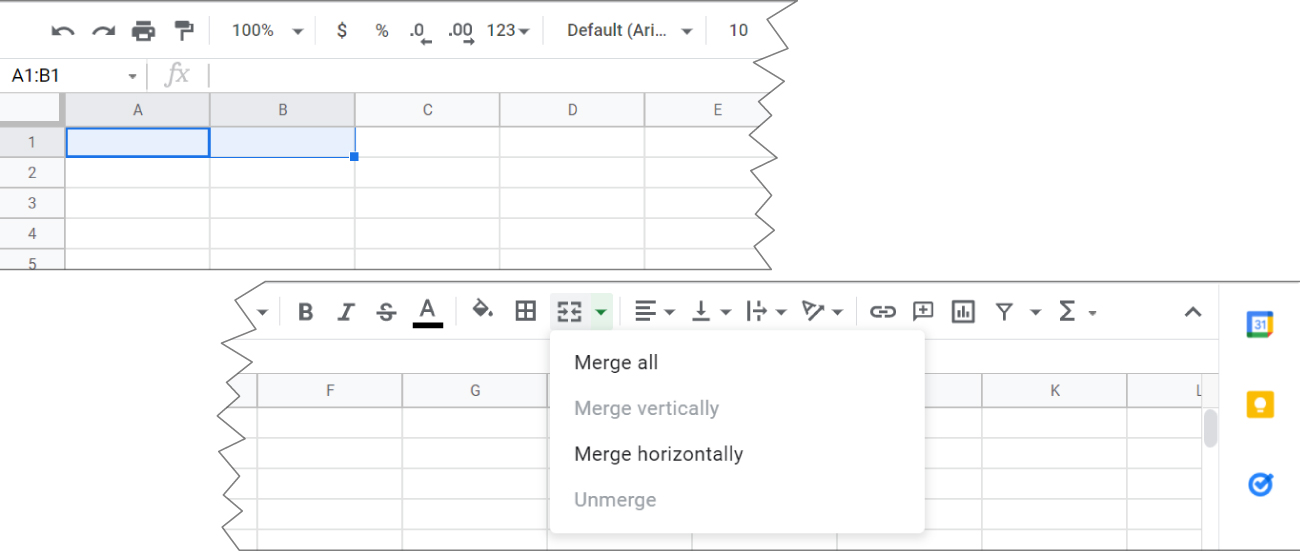 100% $ % .0 .00 123 Default (Ari... 10
A1:B1 fx
A B C D E
1
2
3
4
5
B I S A Σ 31
F G K L
Merge all
Merge vertically
Merge horizontally
Unmerge